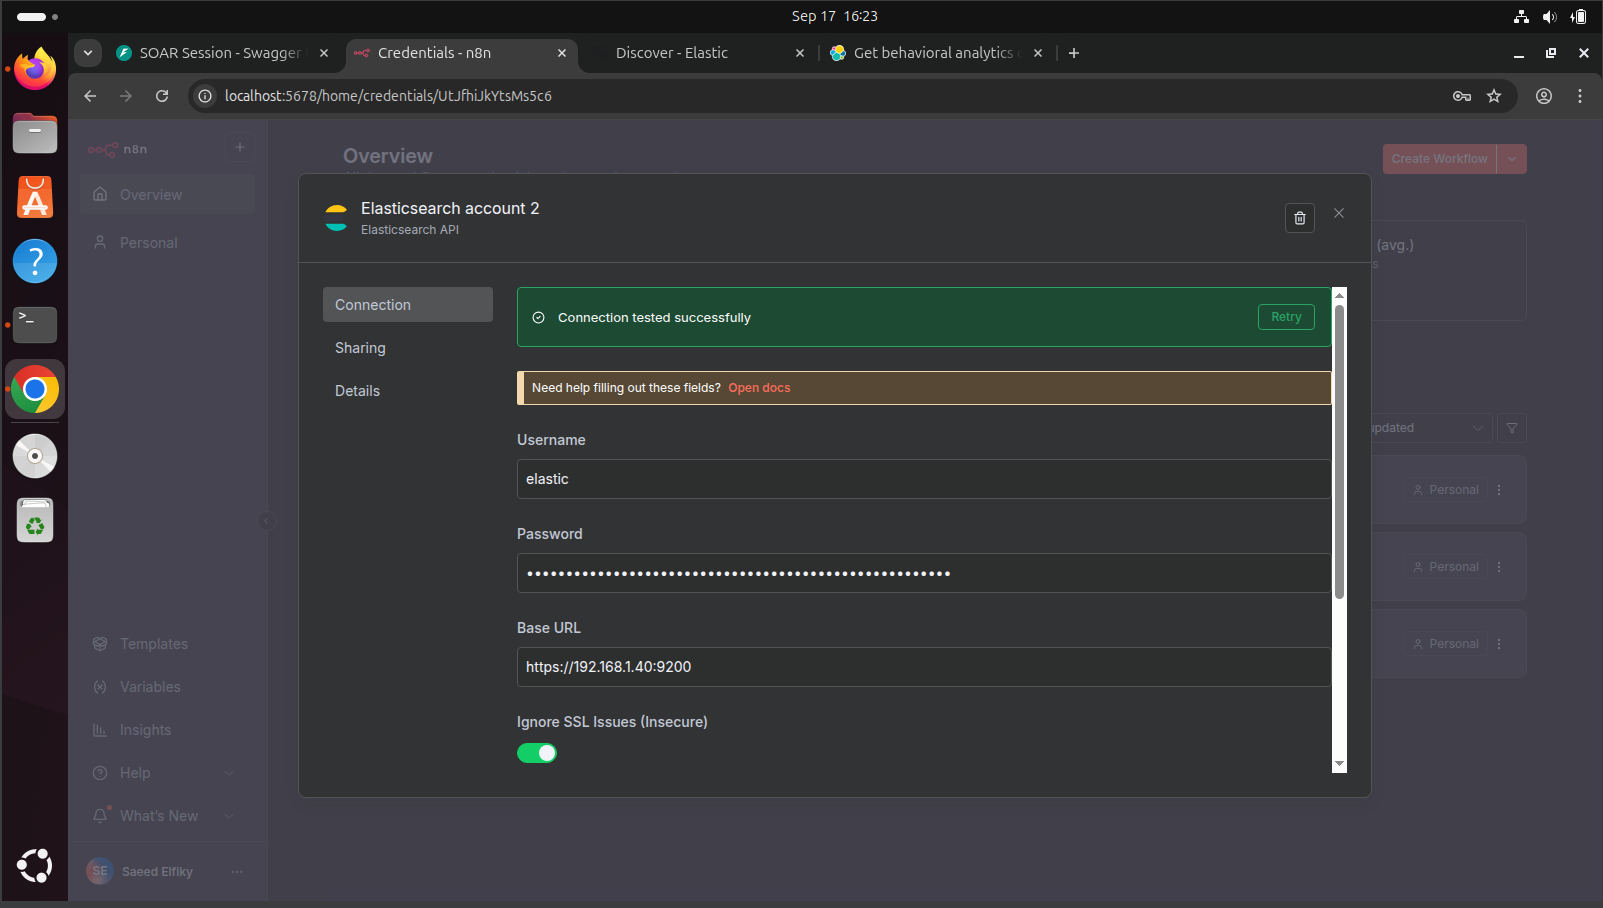 Sep 17 16:23
SOAR Session - Swagger
Credentials - n8n
Discover - Elastic
Get behavioral analytics
localhost:5678/home/credentials/UtJfhiJkYtsMs5c6
n8n
Overview
Create Workflow
Overview
Personal
Elasticsearch account 2
Elasticsearch API
(avg.)
s
Connection
Sharing
Details
Connection tested successfully
Retry
Need help filling out these fields? Open docs
Username
elastic
Password
Base URL
https://192.168.1.40:9200
Ignore SSL Issues (Insecure)
updated
Personal
Personal
Personal
Templates
Variables
Insights
Help
What's New
SE
Saeed Elfiky